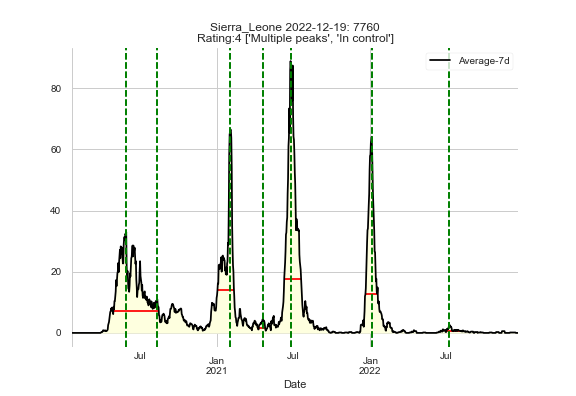 Sierra_Leone 2022-12-19: 7760
Rating:4 ['Multiple peaks', 'In control']
Average-7d
80
60
40
20
0
Jul
Jan
2021
Jul
Jan
2022
Jul
Date